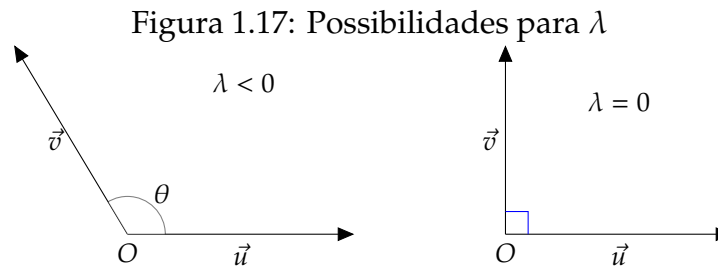 Figura 1.17: Possibilidades para λ
λ < 0
λ = 0
v⃗
v⃗
θ
O
u⃗
O
u⃗